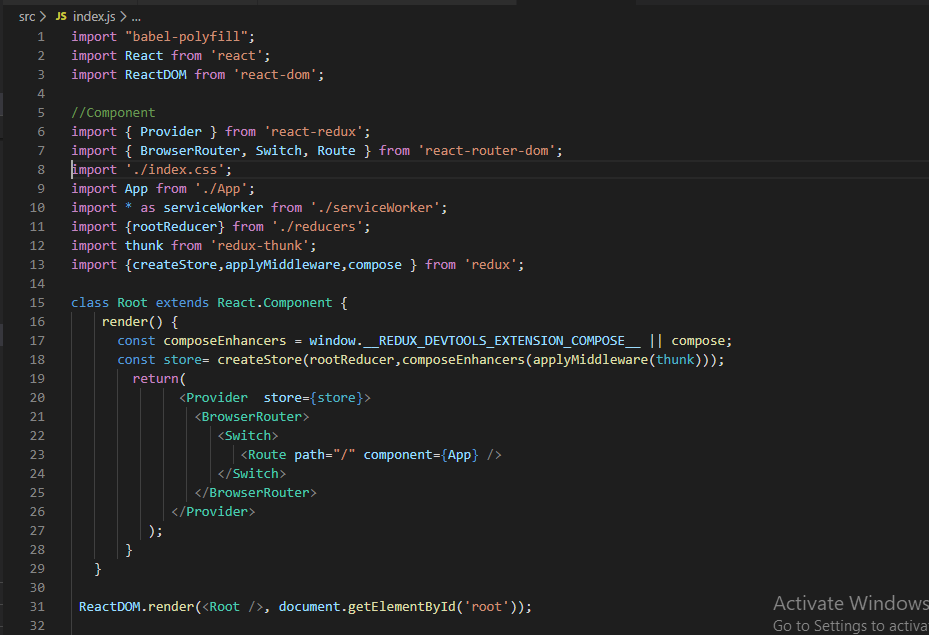 src > JS index.js > ...
1 import "babel-polyfill";
2 import React from 'react';
3 import ReactDOM from 'react-dom';
4
5 //Component
6 import { Provider } from 'react-redux';
7 import { BrowserRouter, Switch, Route } from 'react-router-dom';
8 import './index.css';
9 import App from './App';
10 import * as serviceWorker from './serviceWorker';
11 import {rootReducer} from './reducers';
12 import thunk from 'redux-thunk';
13 import {createStore,applyMiddleware,compose } from 'redux';
14
15 class Root extends React.Component {
16     render() {
17       const composeEnhancers = window.__REDUX_DEVTOOLS_EXTENSION_COMPOSE__ || compose;
18       const store= createStore(rootReducer,composeEnhancers(applyMiddleware(thunk)));
19         return(
20               <Provider  store={store}>
21                 <BrowserRouter>
22                    <Switch>
23                       <Route path="/" component={App} />
24                    </Switch>
25                 </BrowserRouter>
26              </Provider>
27           );
28        }
29    }
30
31  ReactDOM.render(<Root />, document.getElementById('root'));
32
Activate Windows
Go to Settings to activa